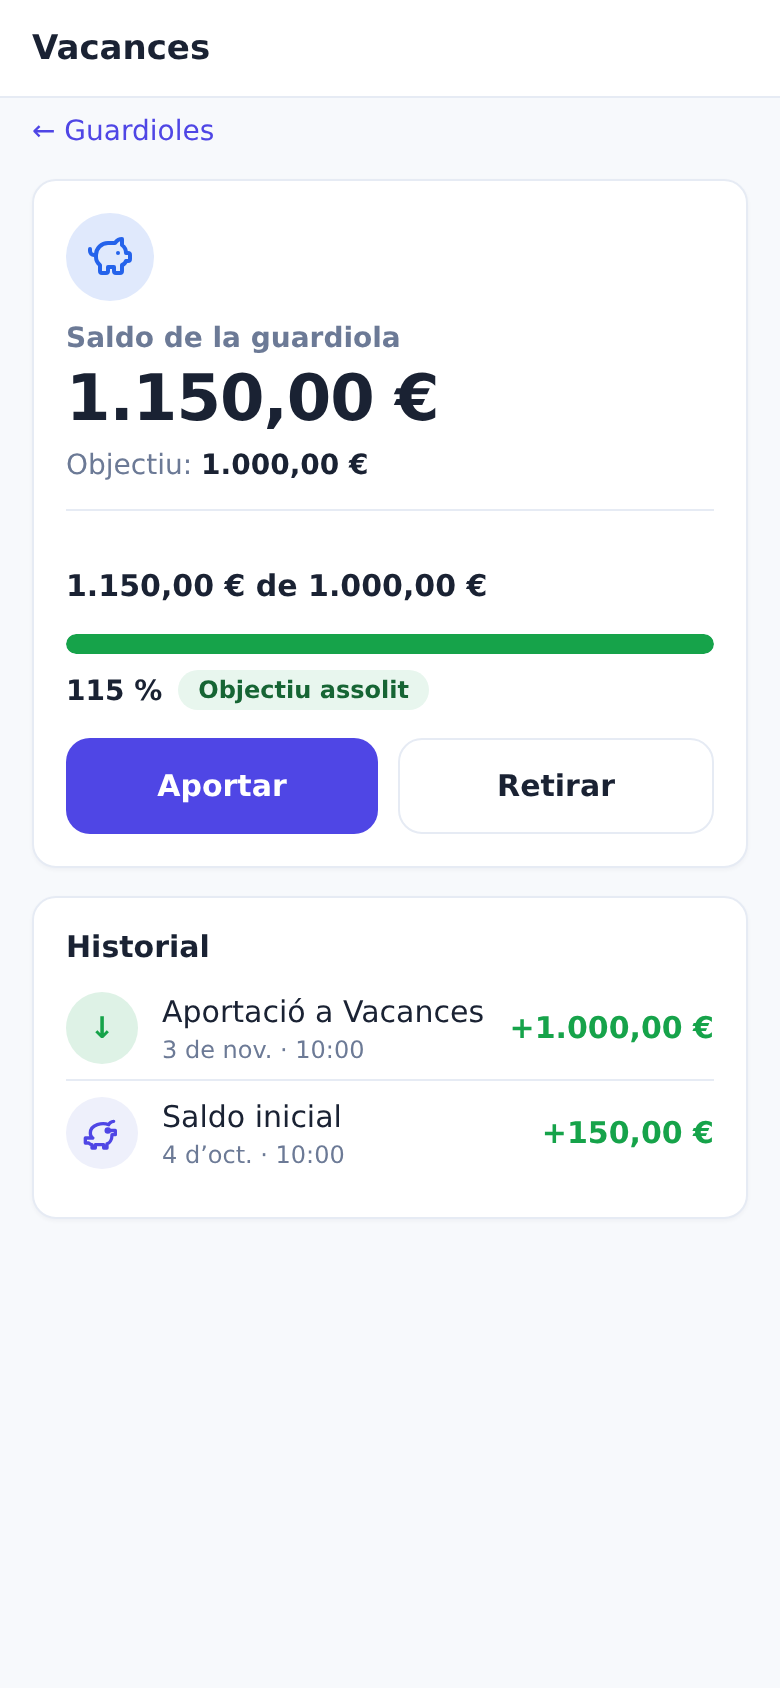 Vacances
← Guardioles
Saldo de la guardiola
1.150,00 €
Objectiu: 1.000,00 €
1.150,00 € de 1.000,00 €
115 % Objectiu assolit
Aportar Retirar
Historial
Aportació a Vacances +1.000,00 €
3 de nov. · 10:00
Saldo inicial +150,00 €
4 d’oct. · 10:00